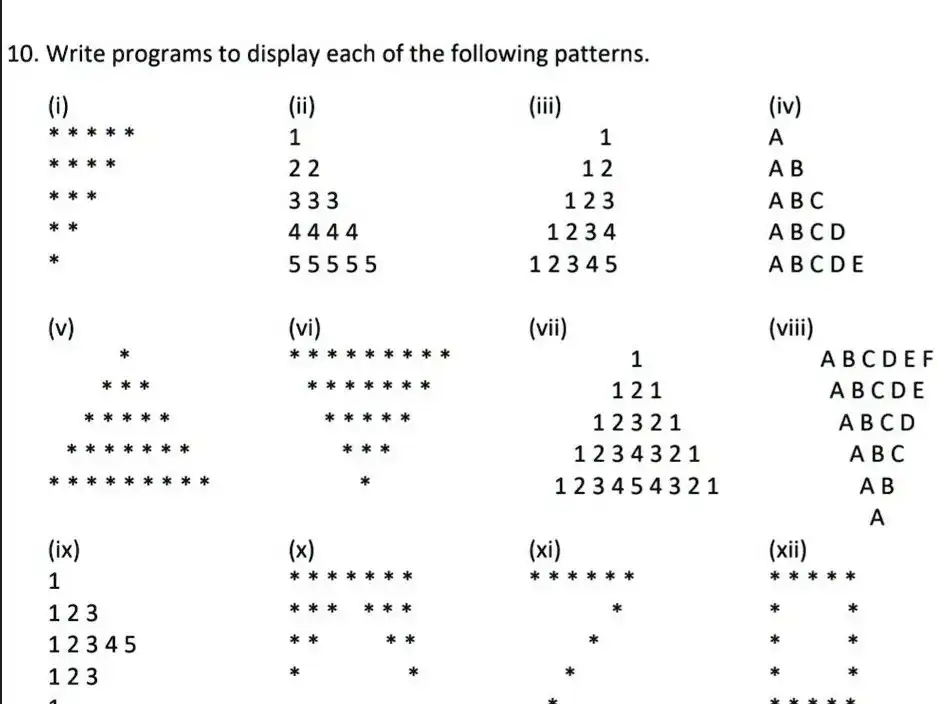 10. Write programs to display each of the following patterns.
(i)
* * * * *
* * * *
* * *
* *
*
(ii)
1
2 2
3 3 3
4 4 4 4
5 5 5 5 5
(iii)
1
1 2
1 2 3
1 2 3 4
1 2 3 4 5
(iv)
A
A B
A B C
A B C D
A B C D E
(v)
*
* * *
* * * * *
* * * * * * *
* * * * * * * * *
(vi)
* * * * * * * * *
* * * * * * *
* * * * *
* * *
*
(vii)
1
1 2 1
1 2 3 2 1
1 2 3 4 3 2 1
1 2 3 4 5 4 3 2 1
(viii)
A B C D E F
A B C D E
A B C D
A B C
A B
A
(ix)
1
1 2 3
1 2 3 4 5
1 2 3
1
(x)
* * * * * * *
* * *   * * *
* *       * *
*           *
(xi)
* * * * * *
*
*
*
*
(xii)
* * * * *
*       *
*       *
*       *
* * * * *